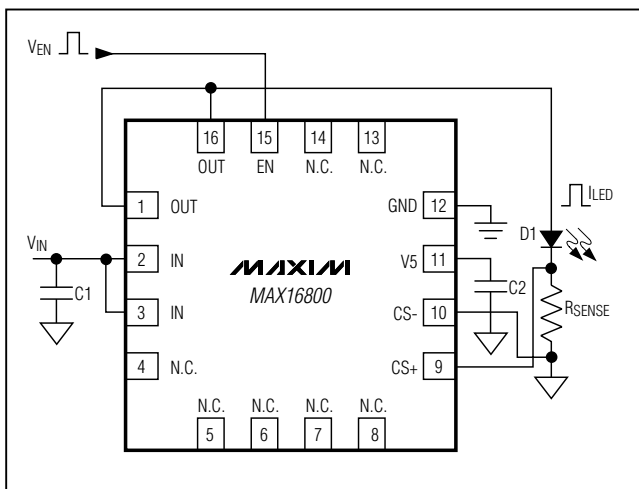 VEN
16 15 14 13
OUT EN N.C. N.C.
1 OUT GND 12
ILED
D1
VIN
2 IN V5 11
MAXIM
MAX16800
C1 C2
3 IN CS- 10
RSENSE
4 N.C. CS+ 9
N.C. N.C. N.C. N.C.
5 6 7 8